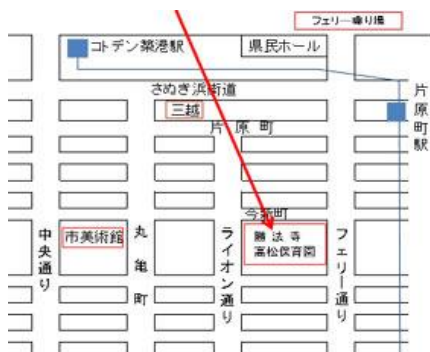 フェリー乗り場
コトデン築港駅
県民ホール
さぬき浜街道
三越
片原町
片原町駅
今新町
中央通り
市美術館
丸亀町
ライオン通り
勝法寺
高松保育園
フェリー通り